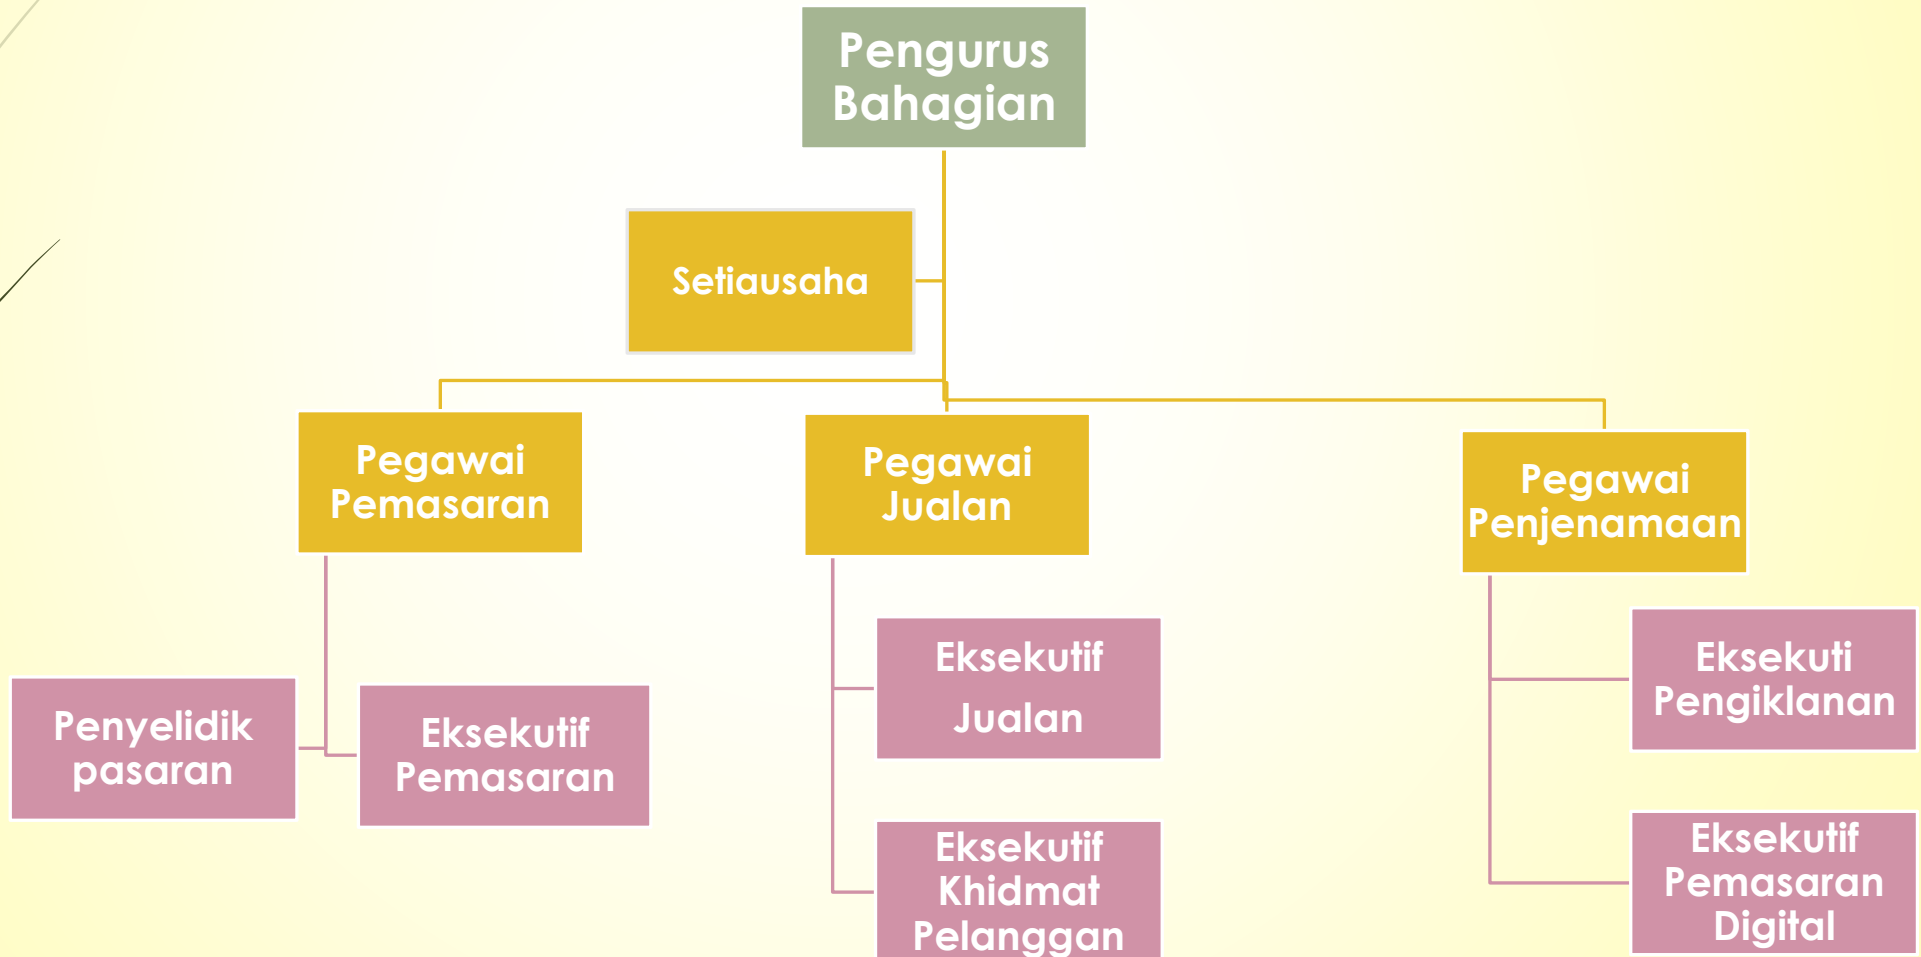 Pengurus
Bahagian
Setiausaha
Pegawai
Pemasaran
Pegawai
Jualan
Pegawai
Penjenamaan
Penyelidik
pasaran
Eksekutif
Pemasaran
Eksekutif
Jualan
Eksekutif
Khidmat
Pelanggan
Eksekuti
Pengiklanan
Eksekutif
Pemasaran
Digital